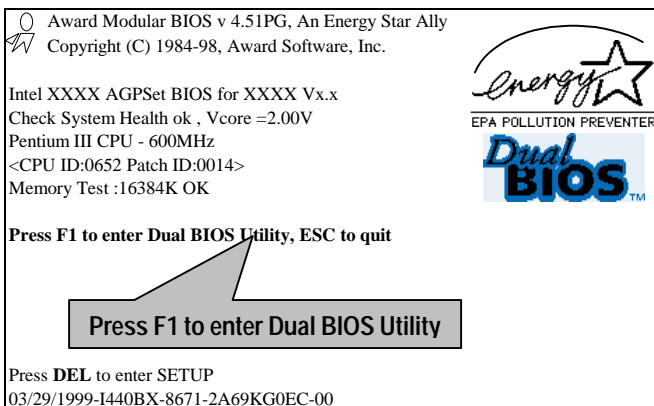 Award Modular BIOS v 4.51PG, An Energy Star Ally
Copyright (C) 1984-98, Award Software, Inc.
energy
EPA POLLUTION PREVENTER
Intel XXXX AGPSet BIOS for XXXX Vx.x
Check System Health ok , Vcore =2.00V
Pentium III CPU - 600MHz
<CPU ID:0652 Patch ID:0014>
Memory Test :16384K OK
Dual
BIOS TM
Press F1 to enter Dual BIOS Utility, ESC to quit
Press F1 to enter Dual BIOS Utility
Press DEL to enter SETUP
03/29/1999-I440BX-8671-2A69KG0EC-00